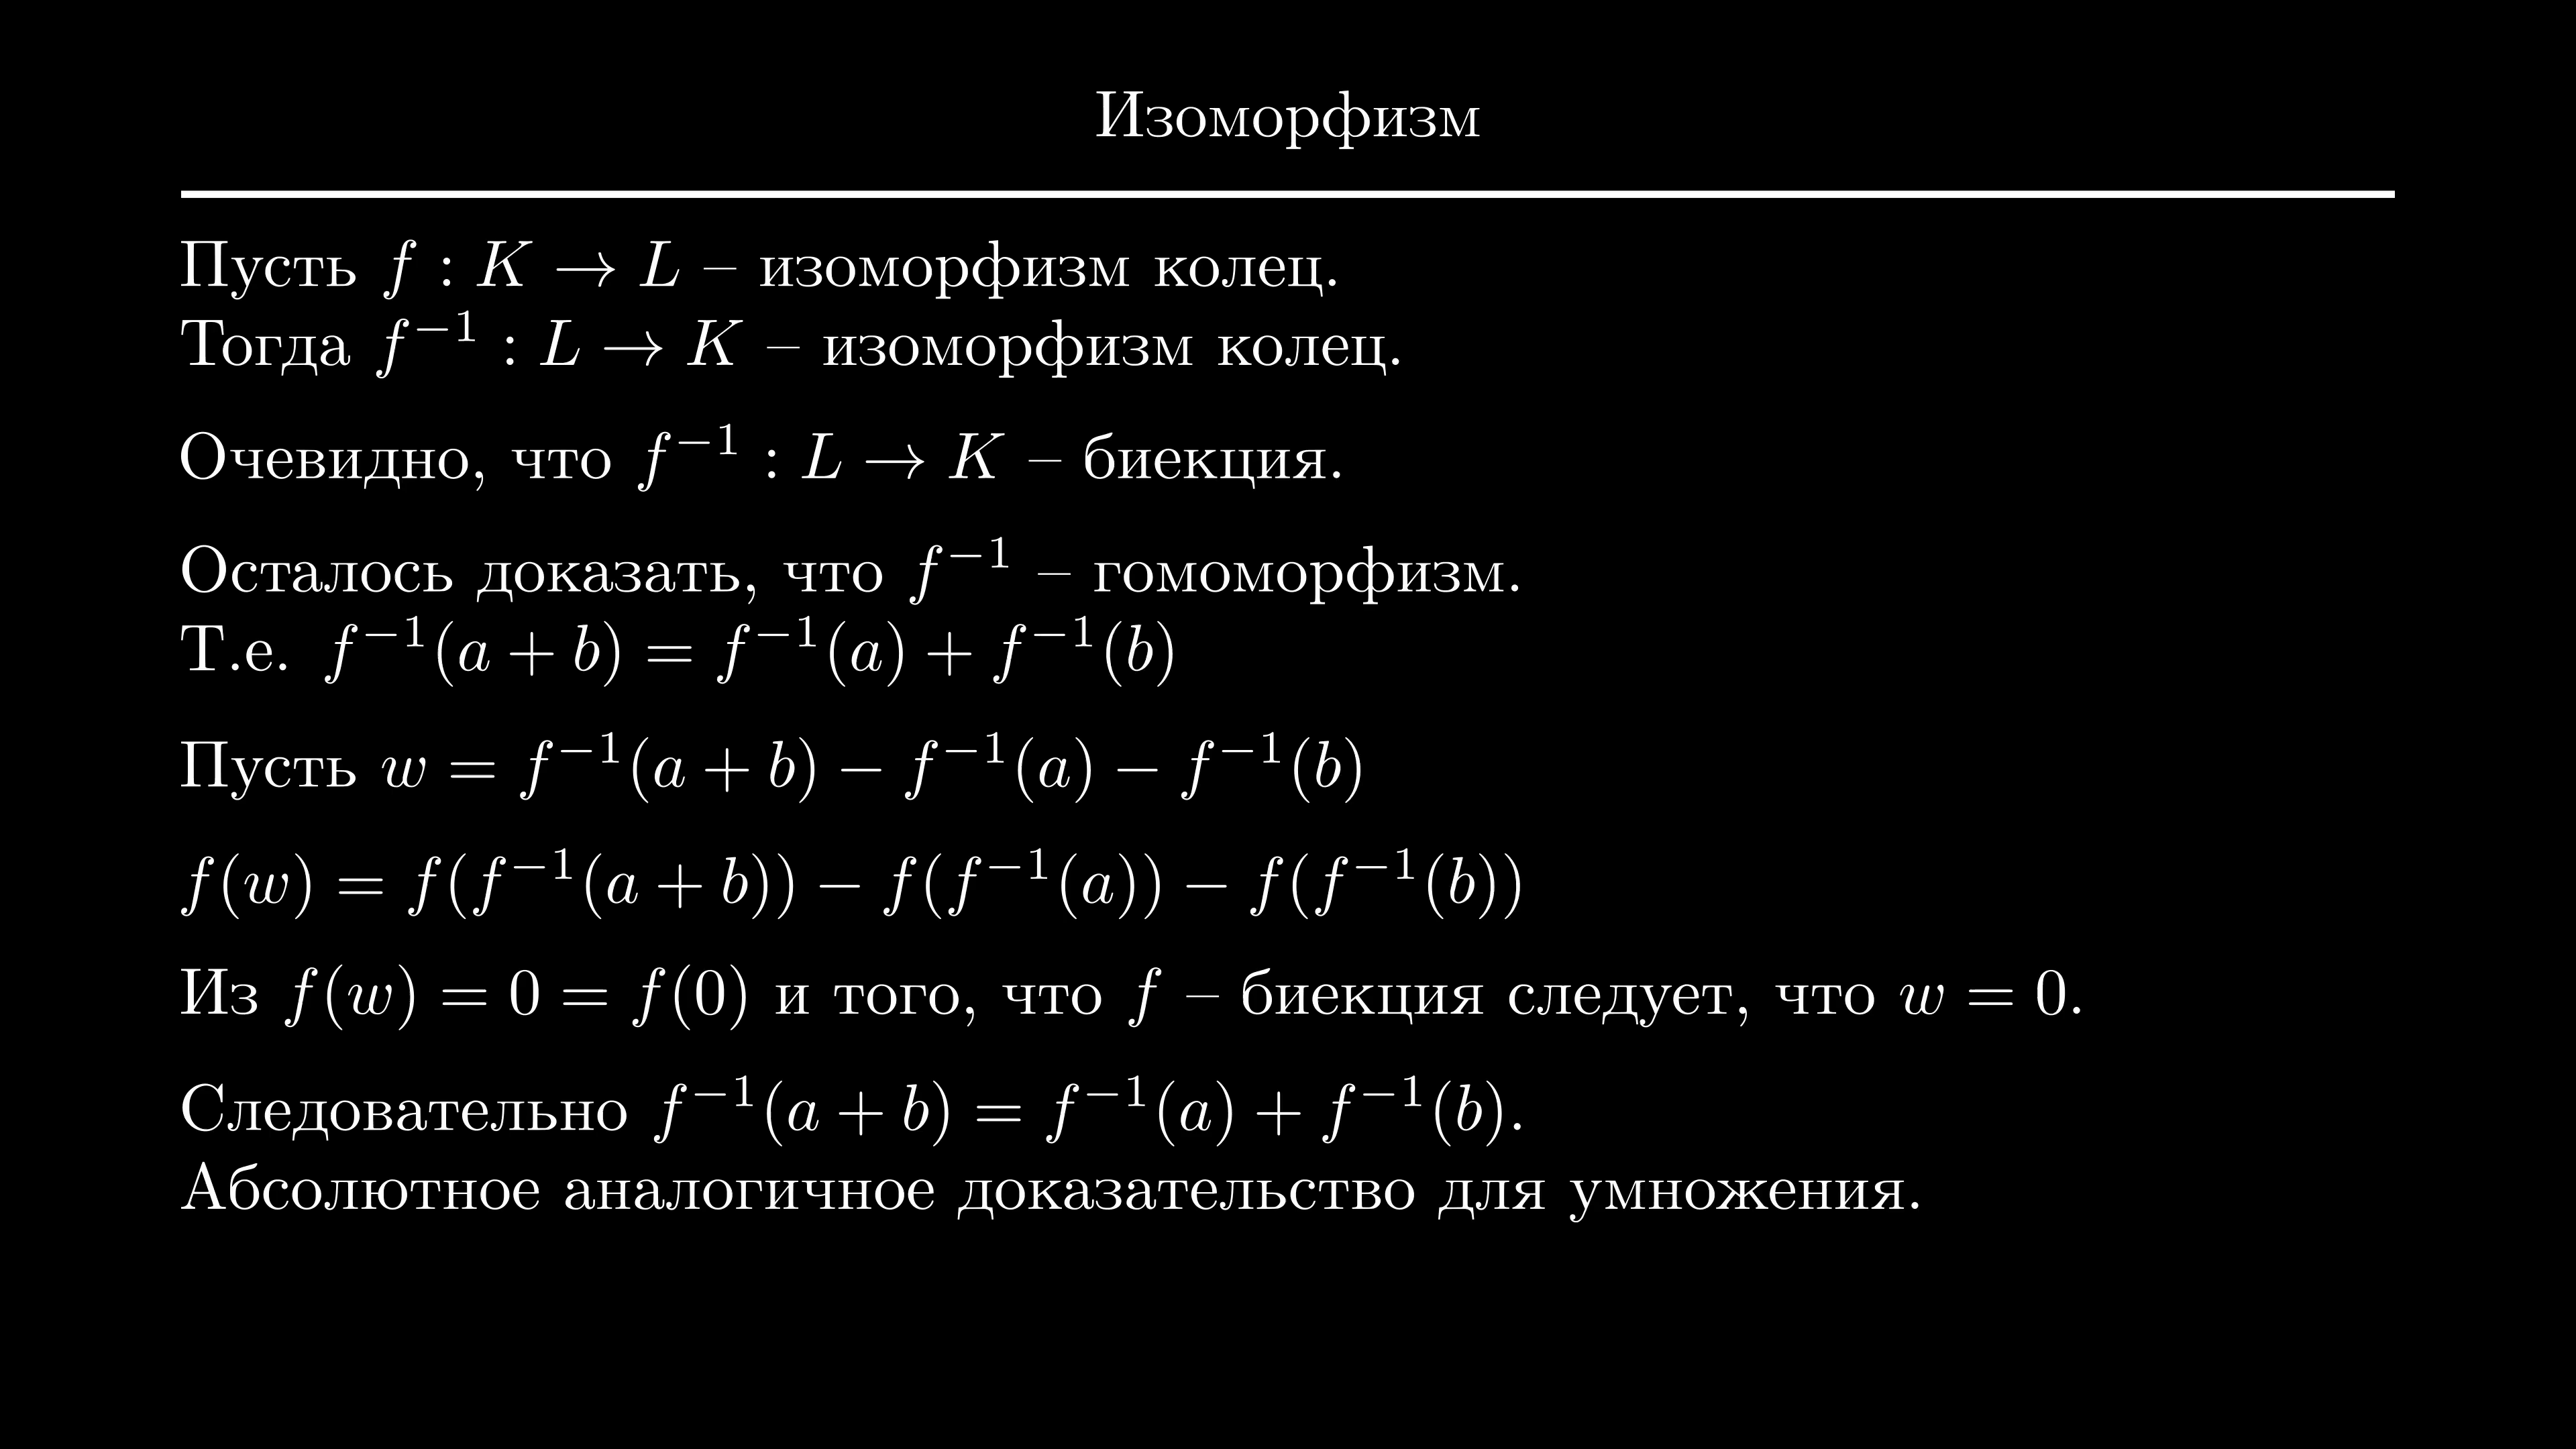 Изоморфизм
Пусть f : K → L – изоморфизм колец.
Тогда f⁻¹ : L → K – изоморфизм колец.
Очевидно, что f⁻¹ : L → K – биекция.
Осталось доказать, что f⁻¹ – гомоморфизм.
Т.е. f⁻¹(a + b) = f⁻¹(a) + f⁻¹(b)
Пусть w = f⁻¹(a + b) − f⁻¹(a) − f⁻¹(b)
f(w) = f(f⁻¹(a + b)) − f(f⁻¹(a)) − f(f⁻¹(b))
Из f(w) = 0 = f(0) и того, что f – биекция следует, что w = 0.
Следовательно f⁻¹(a + b) = f⁻¹(a) + f⁻¹(b).
Абсолютное аналогичное доказательство для умножения.